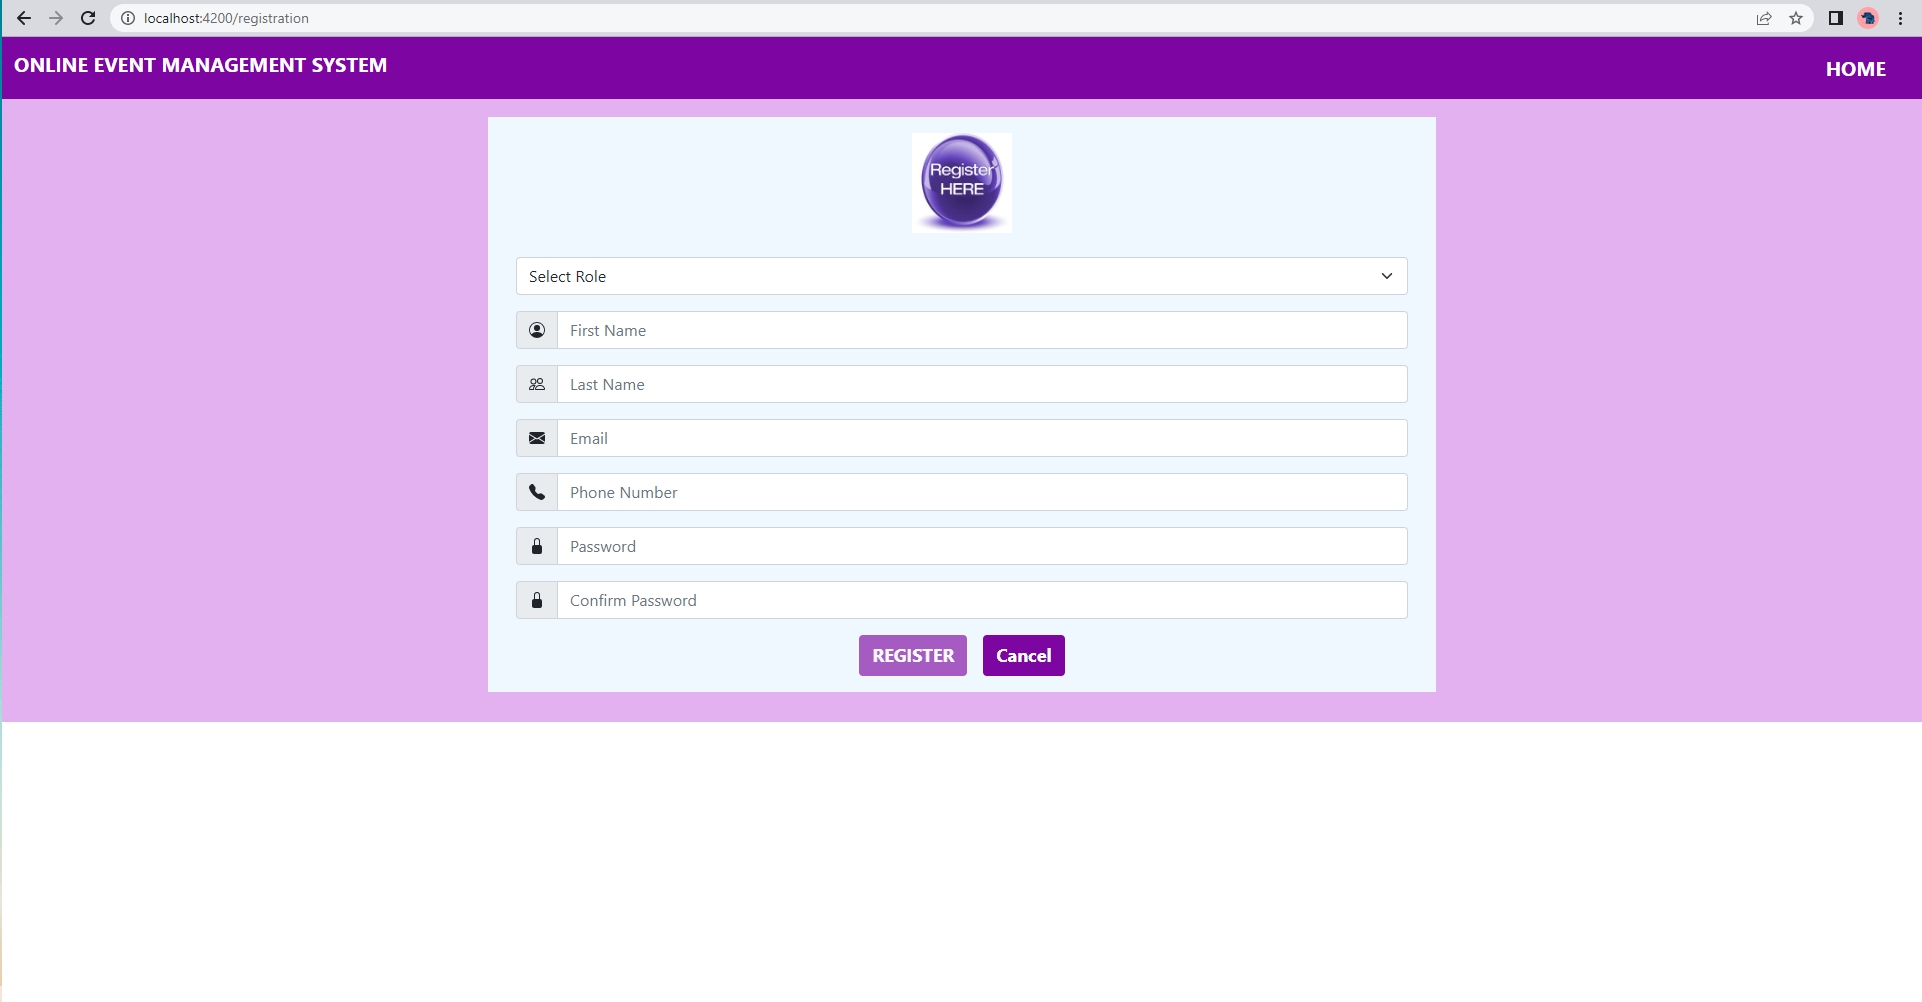 localhost:4200/registration
ONLINE EVENT MANAGEMENT SYSTEM
HOME
Register
HERE
Select Role
First Name
Last Name
Email
Phone Number
Password
Confirm Password
REGISTER
Cancel